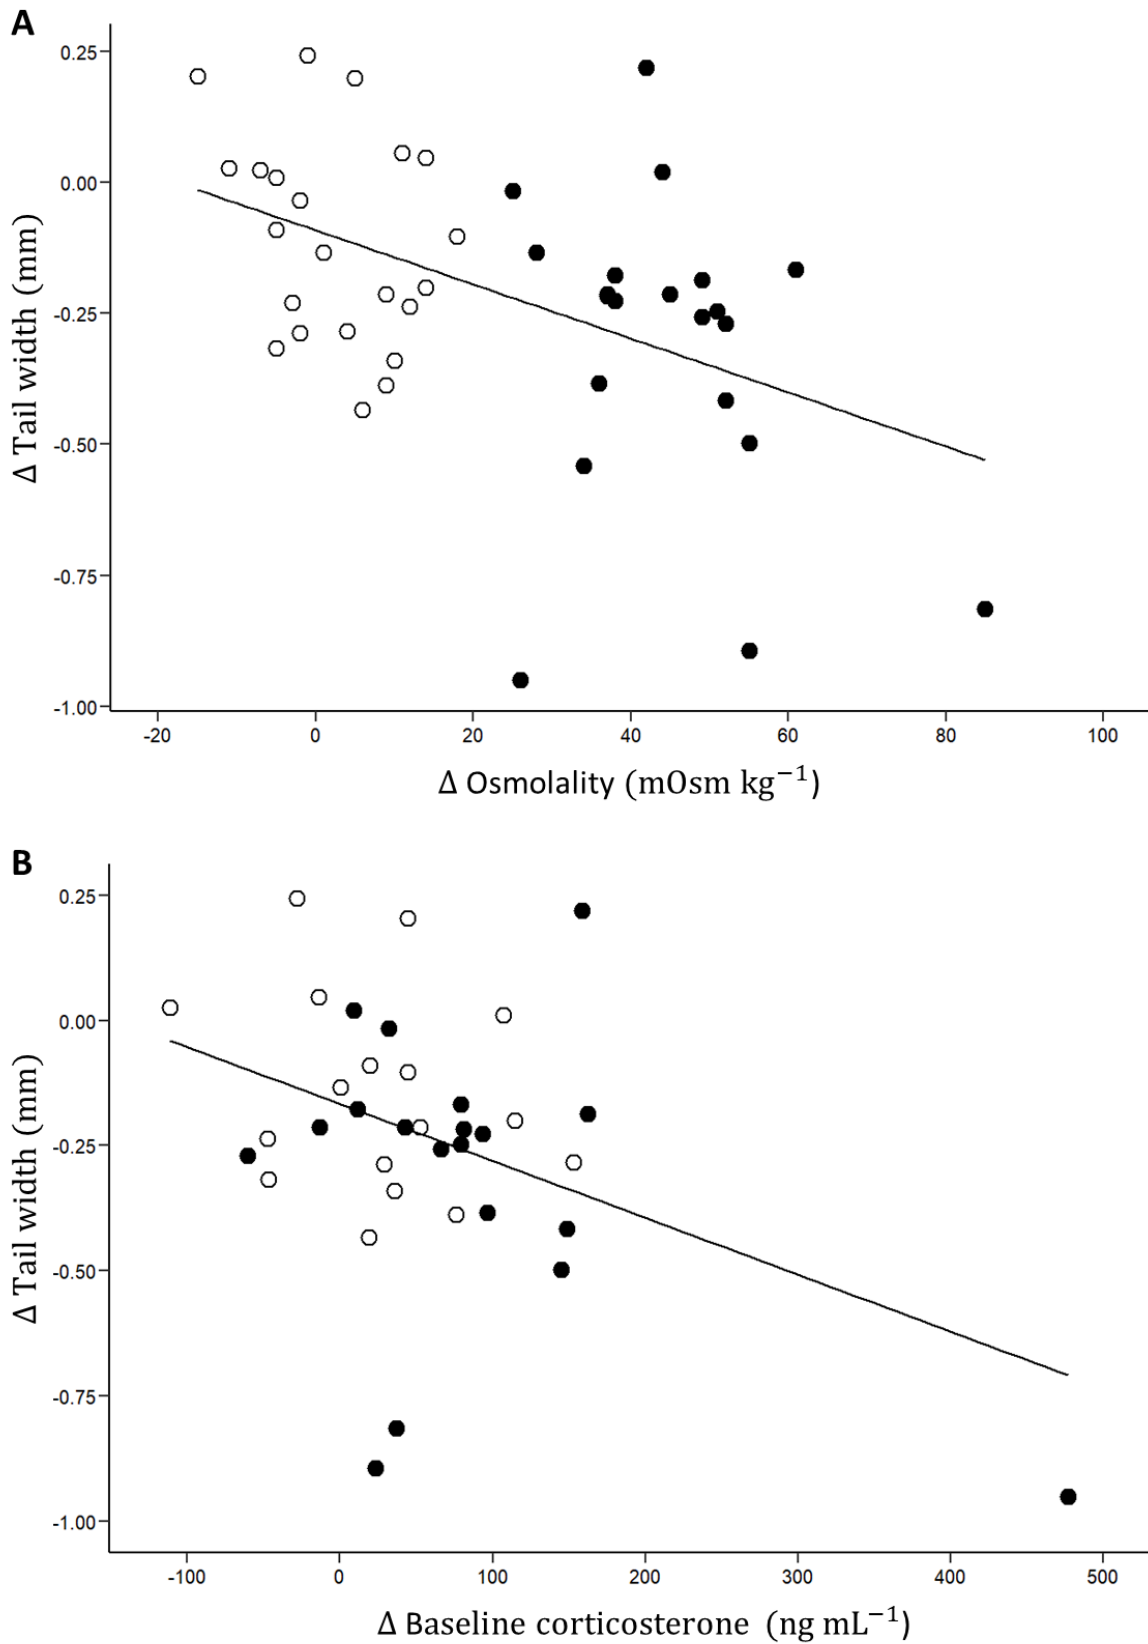 A
0.25
0.00
-0.25
-0.50
-0.75
-1.00
Δ Tail width (mm)
-20 0 20 40 60 80 100
Δ Osmolality (mOsm kg⁻¹)
B
0.25
0.00
-0.25
-0.50
-0.75
-1.00
Δ Tail width (mm)
-100 0 100 200 300 400 500
Δ Baseline corticosterone (ng mL⁻¹)